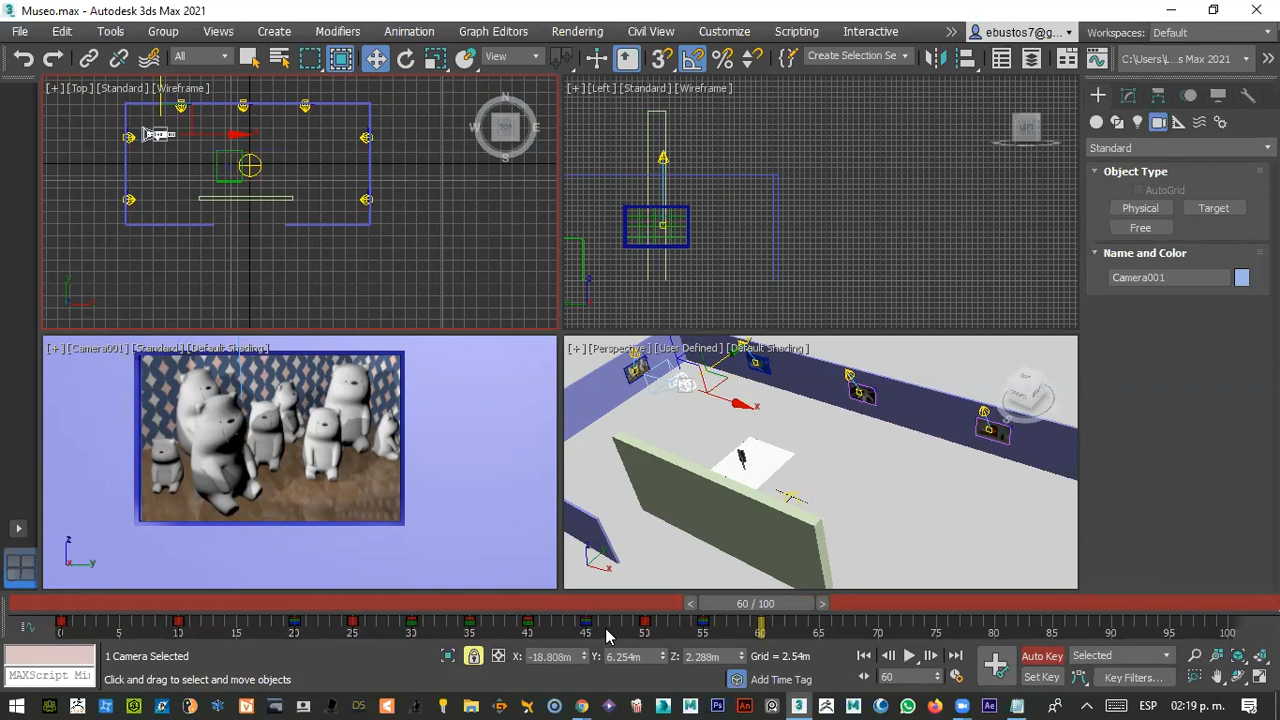 Museo.max - Autodesk 3ds Max 2021
File Edit Tools Group Views Create Modifiers Animation Graph Editors Rendering Civil View Customize Scripting Interactive ebustos7@g... Workspaces: Default
All View Create Selection Se C:\Users\...s Max 2021
[+] [Top] [Standard] [Wireframe]
N
W TOP E
S
[+] [Left] [Standard] [Wireframe]
LEFT
Standard
Object Type
AutoGrid
Physical Target
Free
Name and Color
Camera001
[+] [Camera001] [Standard] [Default Shading]
z
x y
[+] [Perspective] [User Defined] [Default Shading]
x
z
x
< 60 / 100 >
0 5 10 15 20 25 30 35 40 45 50 55 60 65 70 75 80 85 90 95 100
1 Camera Selected X: -18.808m Y: 6.254m Z: 2.288m Grid = 2.54m Auto Key Selected
MAXScript Min Click and drag to select and move objects Add Time Tag 60 Set Key Key Filters...
ESP 02:19 p. m.